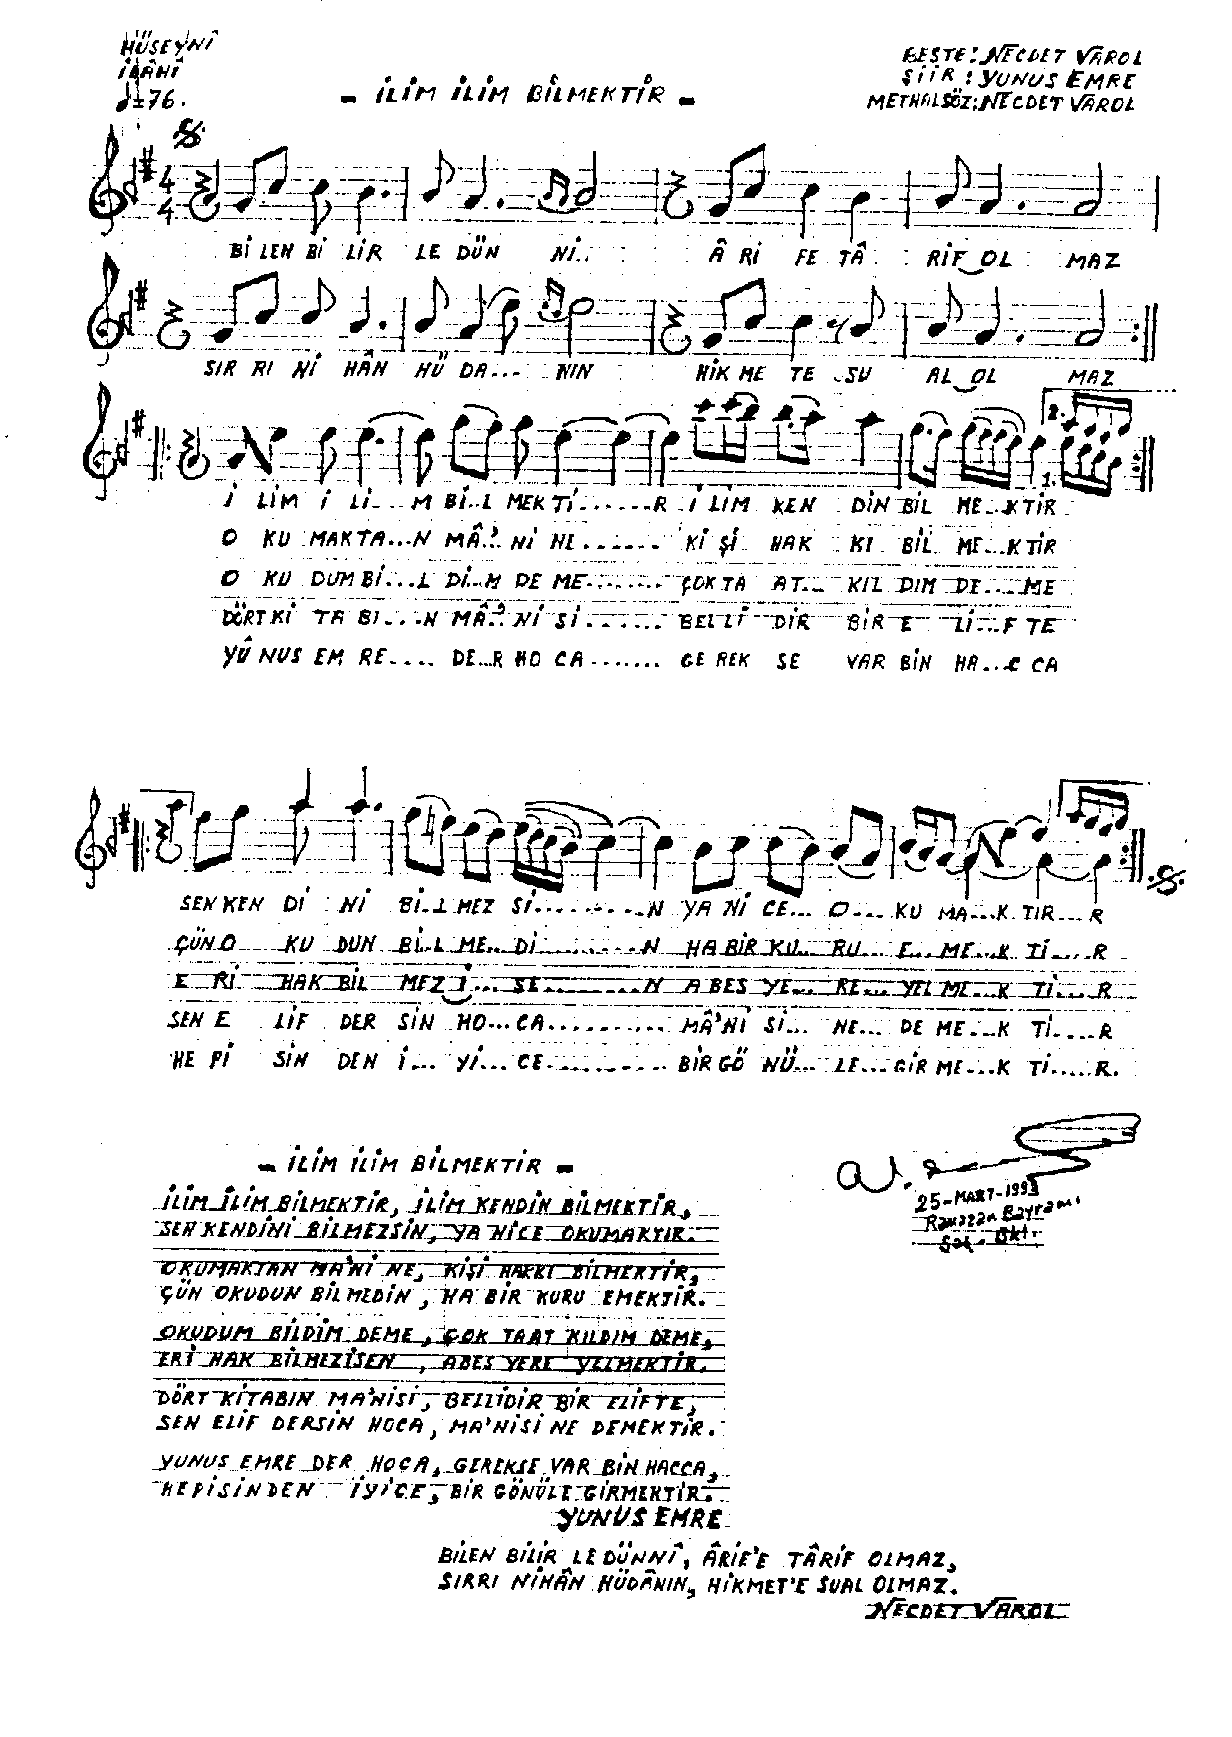 HÜSEYNÎ
İLÂHİ
♩=76.
- İLİM İLİM BİLMEKTİR -
BESTE: NECDET VAROL
ŞİİR : YUNUS EMRE
METHALSÖZ: NECDET VAROL
4
4
BİLEN Bİ LİR LE DÜN Nİ.. Â Rİ FE TÂ RİF OL MAZ
SIR RI Nİ HÂN HÜ DA... NIN HİK ME TE SU AL OL MAZ
2.
1.
İ LİM İ Lİ... M Bİ..L MEK Tİ......R İ LİM KEN DİN BİL ME...K TİR
O KU MAK TA...N MÂ.'. Nİ NE ....... Kİ Şİ HAK KI BİL ME...K TİR
O KU DUM Bİ...L Dİ..M DE ME........ ÇOK TA AT... KIL DIM DE....ME
DÖRT Kİ TA BI...N MÂ.'. Nİ Sİ....... BEL Lİ DİR BİR E Lİ...F TE
YÛ NUS EM RE.... DE..R HO CA ....... GE REK SE VAR BİN HA...C CA
SEN KEN Dİ Nİ Bİ..L MEZ Sİ..........N YA Nİ CE... O.... KU MA....K TIR...R
ÇÜN O KU DUN Bİ..L ME.. Dİ..........N HA BİR KU... RU... E... ME...K Tİ.....R
E Rİ HAK BİL MEZ İ... SE..........N A BES YE... RE... YEL ME...K Tİ.....R
SEN E LİF DER SİN HO...CA........... MÂ'Nİ Sİ... NE... DE ME...K Tİ.....R
HE Pİ SİN DEN İ... Yİ... CE........... BİR GÖ NÜ... LE...GİR ME...K Tİ.....R.
- İLİM İLİM BİLMEKTİR -
İLİM İLİM BİLMEKTİR, İLİM KENDİN BİLMEKTİR,
SEN KENDİNİ BİLMEZSİN, YA NİCE OKUMAKTIR.
OKUMAKTAN MA'Nİ NE, KİŞİ HAKKI BİLMEKTİR,
ÇÜN OKUDUN BİLMEDİN, HA BİR KURU EMEKTİR.
OKUDUM BİLDİM DEME, ÇOK TAAT KILDIM DEME,
ERİ HAK BİLMEZİSEN, ABES YERE YELMEKTİR.
DÖRT KİTABIN MA'NİSİ, BELLİDİR BİR ELİFTE,
SEN ELİF DERSİN HOCA, MA'NİSİ NE DEMEKTİR.
YUNUS EMRE DER HOCA, GEREKSE VAR BİN HACCA,
HEPİSİNDEN İYİCE, BİR GÖNÜLE GİRMEKTİR.
YUNUS EMRE
25-MART-1993
Ramazan Bayramı
BİLEN BİLİR LEDÜNNÎ, ÂRİF'E TÂRİF OLMAZ,
SIRRI NİHÂN HÜDÂNIN, HİKMET'E SUAL OLMAZ.
NECDET VAROL